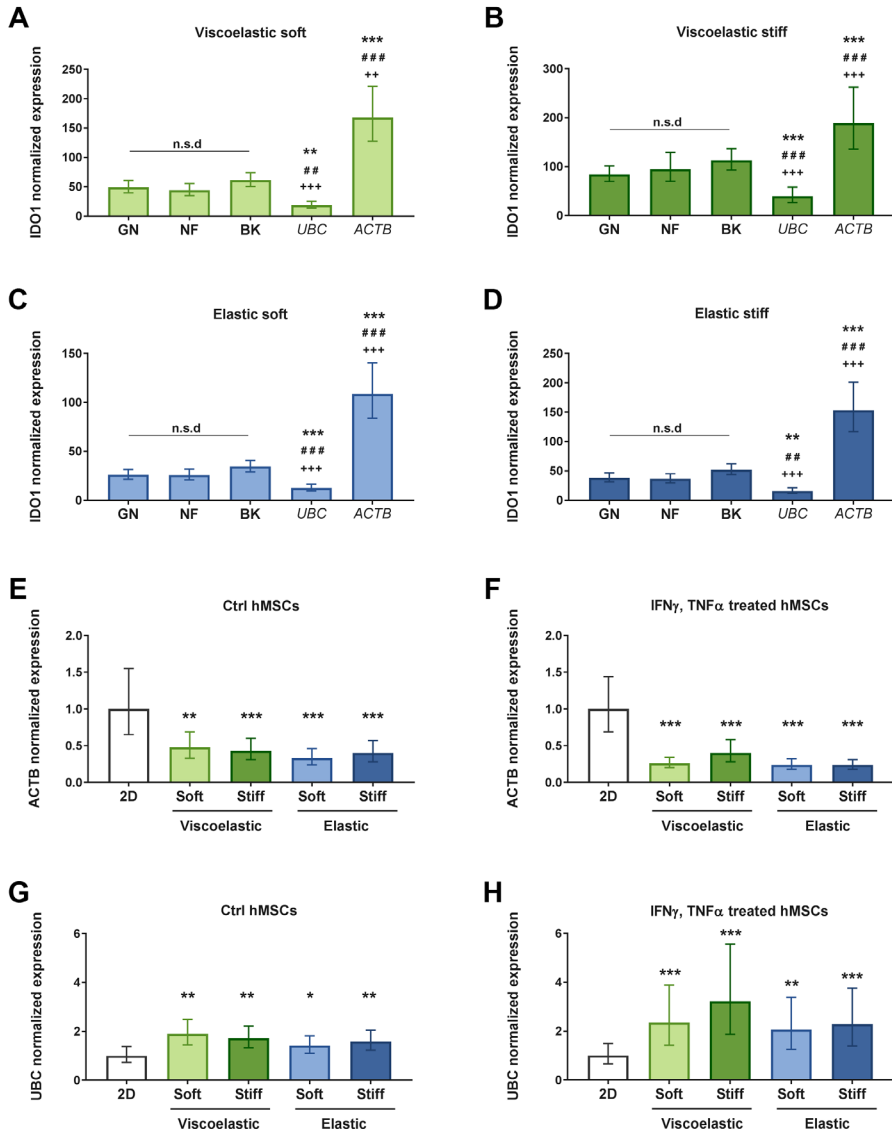 A
Viscoelastic soft
IDO1 normalized expression
250
200
150
100
50
0
n.s.d
**
##
+++
***
###
++
GN NF BK UBC ACTB
B
Viscoelastic stiff
IDO1 normalized expression
300
200
100
0
n.s.d
***
###
+++
***
###
+++
GN NF BK UBC ACTB
C
Elastic soft
IDO1 normalized expression
150
100
50
0
n.s.d
***
###
+++
***
###
+++
GN NF BK UBC ACTB
D
Elastic stiff
IDO1 normalized expression
250
200
150
100
50
0
n.s.d
**
##
+++
***
###
+++
GN NF BK UBC ACTB
E
Ctrl hMSCs
ACTB normalized expression
2.0
1.5
1.0
0.5
0.0
** *** *** ***
2D Soft Stiff Soft Stiff
Viscoelastic Elastic
F
IFNγ, TNFα treated hMSCs
ACTB normalized expression
2.0
1.5
1.0
0.5
0.0
*** *** *** ***
2D Soft Stiff Soft Stiff
Viscoelastic Elastic
G
Ctrl hMSCs
UBC normalized expression
6
4
2
0
** ** * **
2D Soft Stiff Soft Stiff
Viscoelastic Elastic
H
IFNγ, TNFα treated hMSCs
UBC normalized expression
6
4
2
0
*** *** ** ***
2D Soft Stiff Soft Stiff
Viscoelastic Elastic